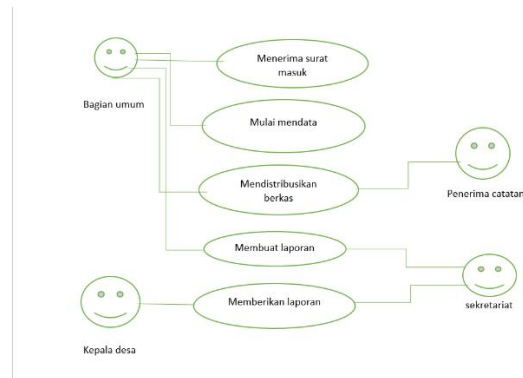 Menerima surat
masuk
Bagian umum
Mulai mendata
Mendistribusikan
berkas
Penerima catatan
Membuat laporan
Memberikan laporan
sekretariat
Kepala desa